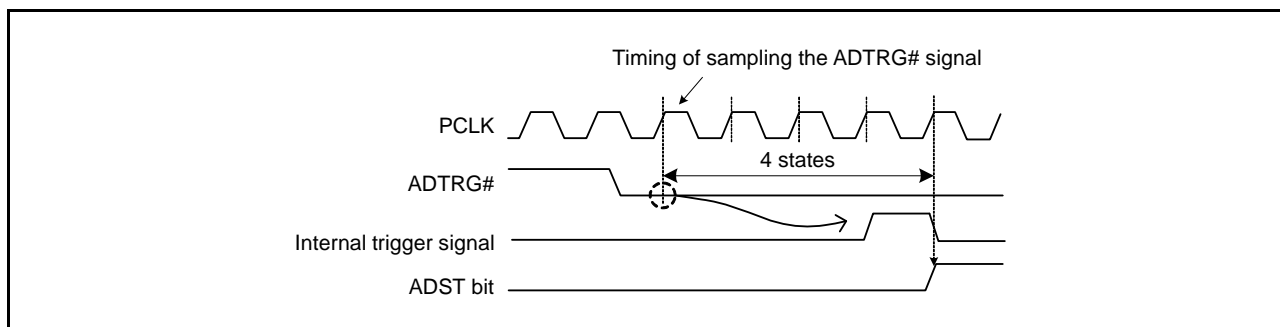 Timing of sampling the ADTRG# signal
PCLK
4 states
ADTRG#
Internal trigger signal
ADST bit